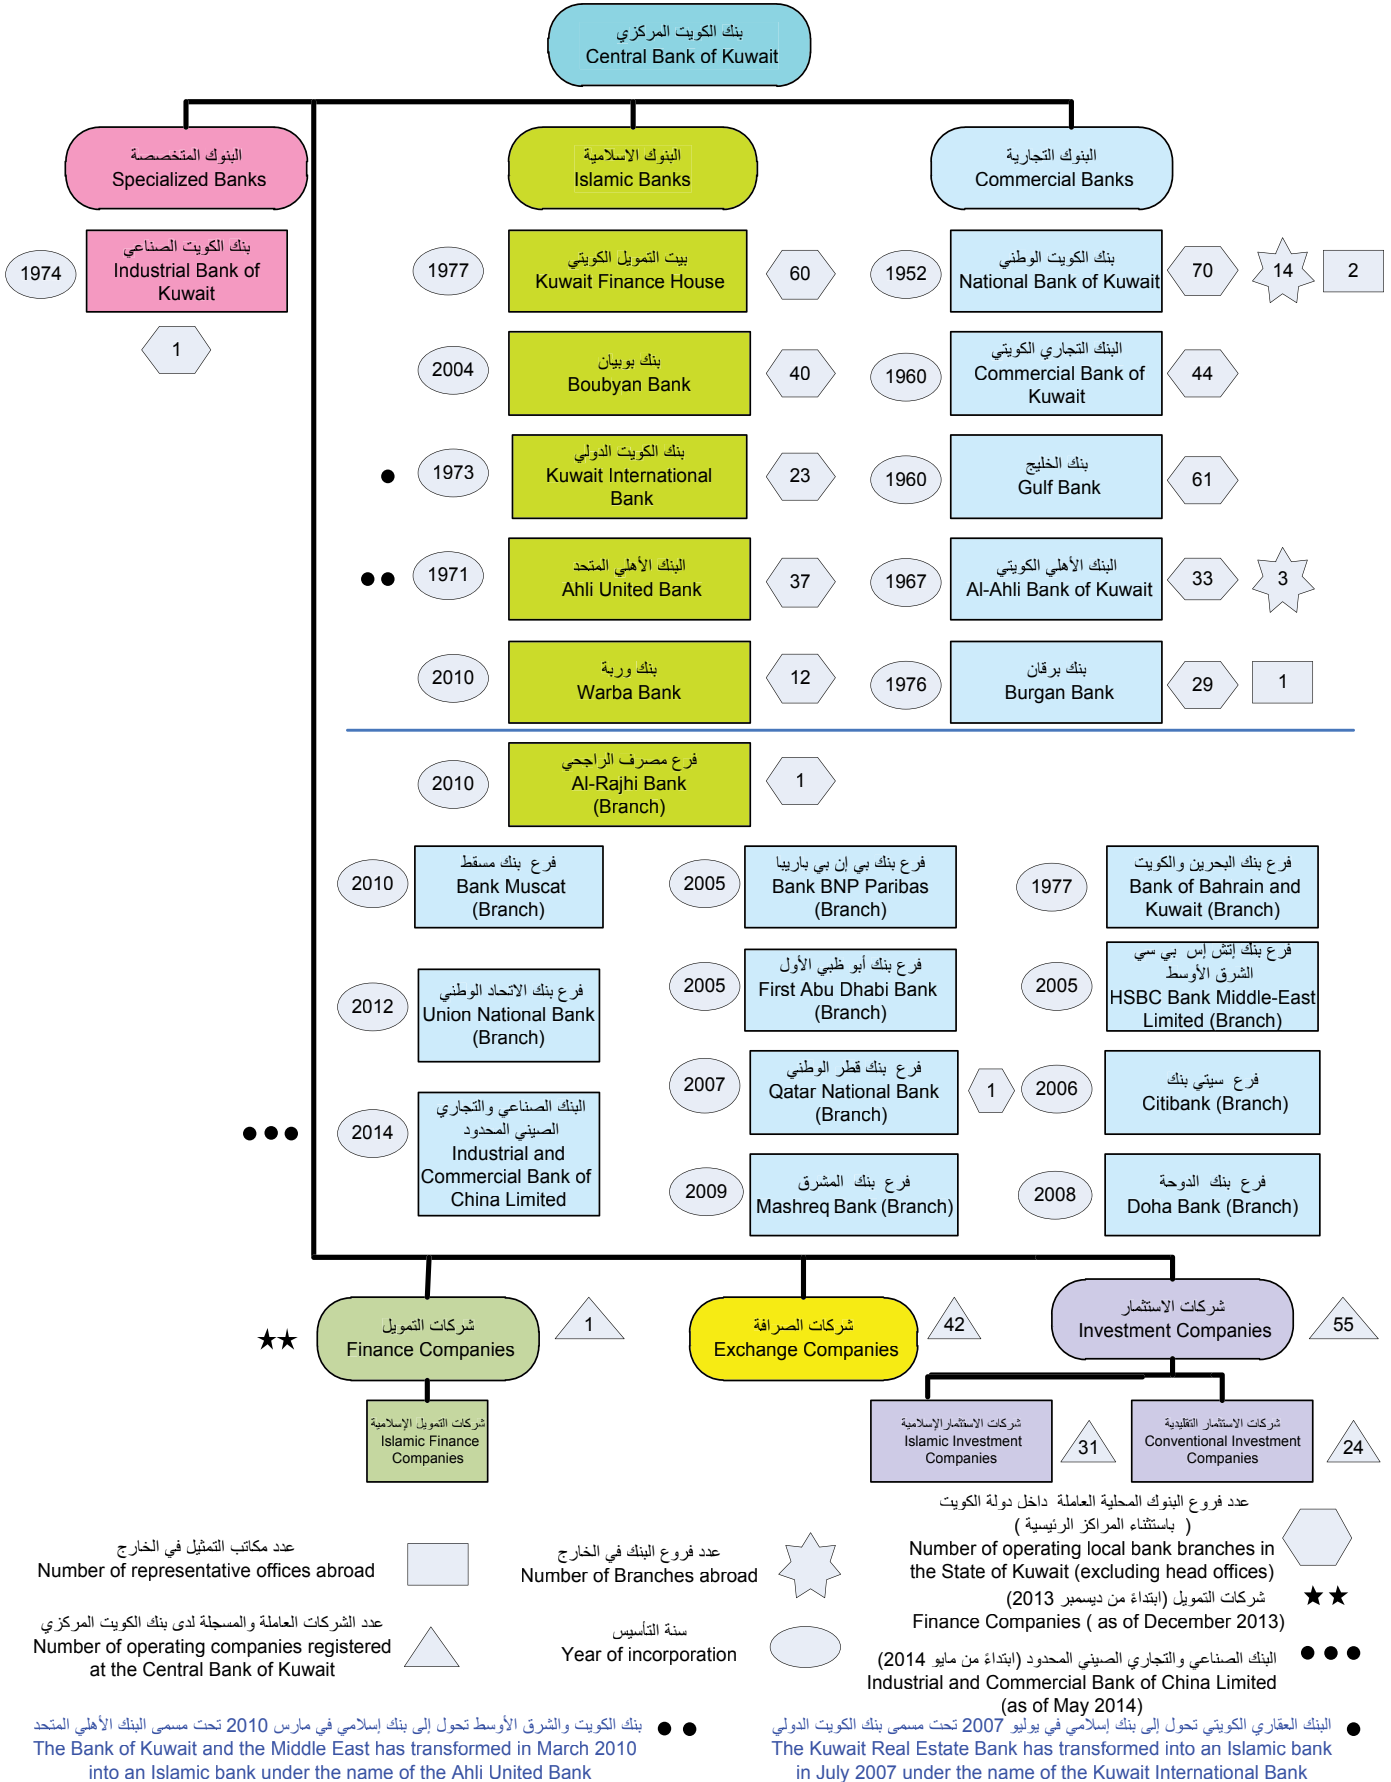 بنك الكويت المركزي
Central Bank of Kuwait
البنوك المتخصصة
Specialized Banks
البنوك الاسلامية
Islamic Banks
البنوك التجارية
Commercial Banks
1974
بنك الكويت الصناعي
Industrial Bank of
Kuwait
1
1977
بيت التمويل الكويتي
Kuwait Finance House
60
1952
بنك الكويت الوطني
National Bank of Kuwait
70
14
2
2004
بنك بوبيان
Boubyan Bank
40
1960
البنك التجاري الكويتي
Commercial Bank of
Kuwait
44
1973
بنك الكويت الدولي
Kuwait International
Bank
23
1960
بنك الخليج
Gulf Bank
61
1971
البنك الأهلي المتحد
Ahli United Bank
37
1967
البنك الأهلي الكويتي
Al-Ahli Bank of Kuwait
33
3
2010
بنك وربة
Warba Bank
12
1976
بنك برقان
Burgan Bank
29
1
2010
فرع مصرف الراجحي
Al-Rajhi Bank
(Branch)
1
2010
فرع بنك مسقط
Bank Muscat
(Branch)
2005
فرع بنك بي إن بي باريبا
Bank BNP Paribas
(Branch)
1977
فرع بنك البحرين والكويت
Bank of Bahrain and
Kuwait (Branch)
2012
فرع بنك الاتحاد الوطني
Union National Bank
(Branch)
2005
فرع بنك أبو ظبي الأول
First Abu Dhabi Bank
(Branch)
2005
فرع بنك إتش إس بي سي
الشرق الأوسط
HSBC Bank Middle-East
Limited (Branch)
2007
فرع بنك قطر الوطني
Qatar National Bank
(Branch)
1
2006
فرع سيتي بنك
Citibank (Branch)
2014
البنك الصناعي والتجاري
الصيني المحدود
Industrial and
Commercial Bank of
China Limited
2009
فرع بنك المشرق
Mashreq Bank (Branch)
2008
فرع بنك الدوحة
Doha Bank (Branch)
شركات التمويل
Finance Companies
1
شركات الصرافة
Exchange Companies
42
شركات الاستثمار
Investment Companies
55
شركات التمويل الإسلامية
Islamic Finance
Companies
شركات الاستثمار الإسلامية
Islamic Investment
Companies
31
شركات الاستثمار التقليدية
Conventional Investment
Companies
24
عدد مكاتب التمثيل في الخارج
Number of representative offices abroad
عدد فروع البنك في الخارج
Number of Branches abroad
عدد فروع البنوك المحلية العاملة داخل دولة الكويت
( باستثناء المراكز الرئيسية )
Number of operating local bank branches in
the State of Kuwait (excluding head offices)
شركات التمويل (ابتداءً من ديسمبر 2013)
Finance Companies ( as of December 2013)
عدد الشركات العاملة والمسجلة لدى بنك الكويت المركزي
Number of operating companies registered
at the Central Bank of Kuwait
سنة التأسيس
Year of incorporation
البنك الصناعي والتجاري الصيني المحدود (ابتداءً من مايو 2014)
Industrial and Commercial Bank of China Limited
(as of May 2014)
بنك الكويت والشرق الأوسط تحول إلى بنك إسلامي في مارس 2010 تحت مسمى البنك الأهلي المتحد
The Bank of Kuwait and the Middle East has transformed in March 2010
into an Islamic bank under the name of the Ahli United Bank
البنك العقاري الكويتي تحول إلى بنك إسلامي في يوليو 2007 تحت مسمى بنك الكويت الدولي
The Kuwait Real Estate Bank has transformed into an Islamic bank
in July 2007 under the name of the Kuwait International Bank